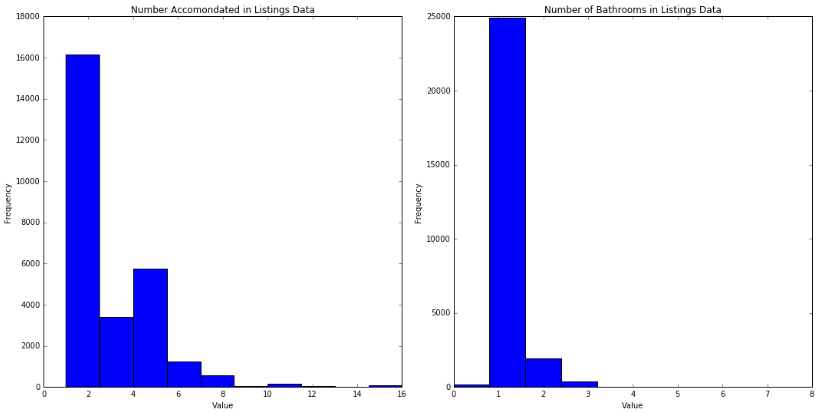 Number Accomondated in Listings Data
18000
16000
14000
12000
10000
8000
6000
4000
2000
0
Frequency
0 2 4 6 8 10 12 14 16
Value
Number of Bathrooms in Listings Data
25000
20000
15000
10000
5000
0
Frequency
0 1 2 3 4 5 6 7 8
Value